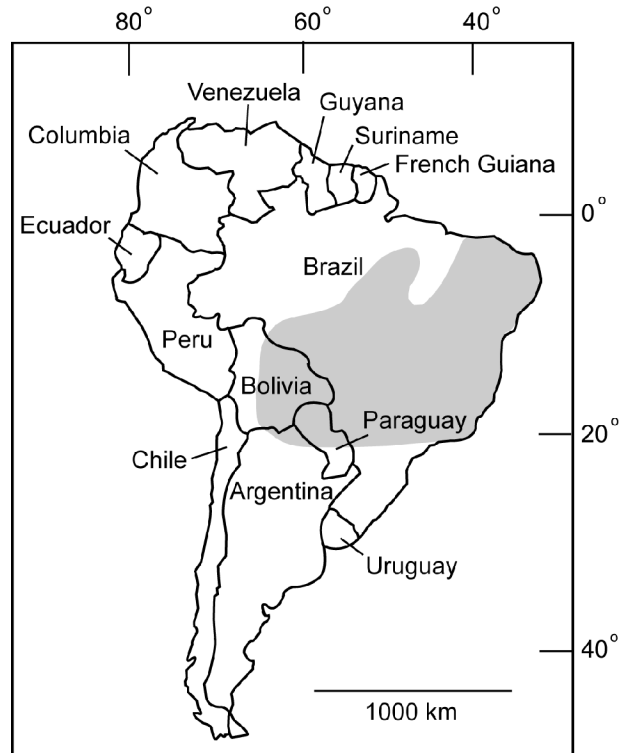 80°
60°
40°
Venezuela
Guyana
Columbia
Suriname
French Guiana
0°
Ecuador
Brazil
Peru
Bolivia
Paraguay
20°
Chile
Argentina
Uruguay
40°
1000 km